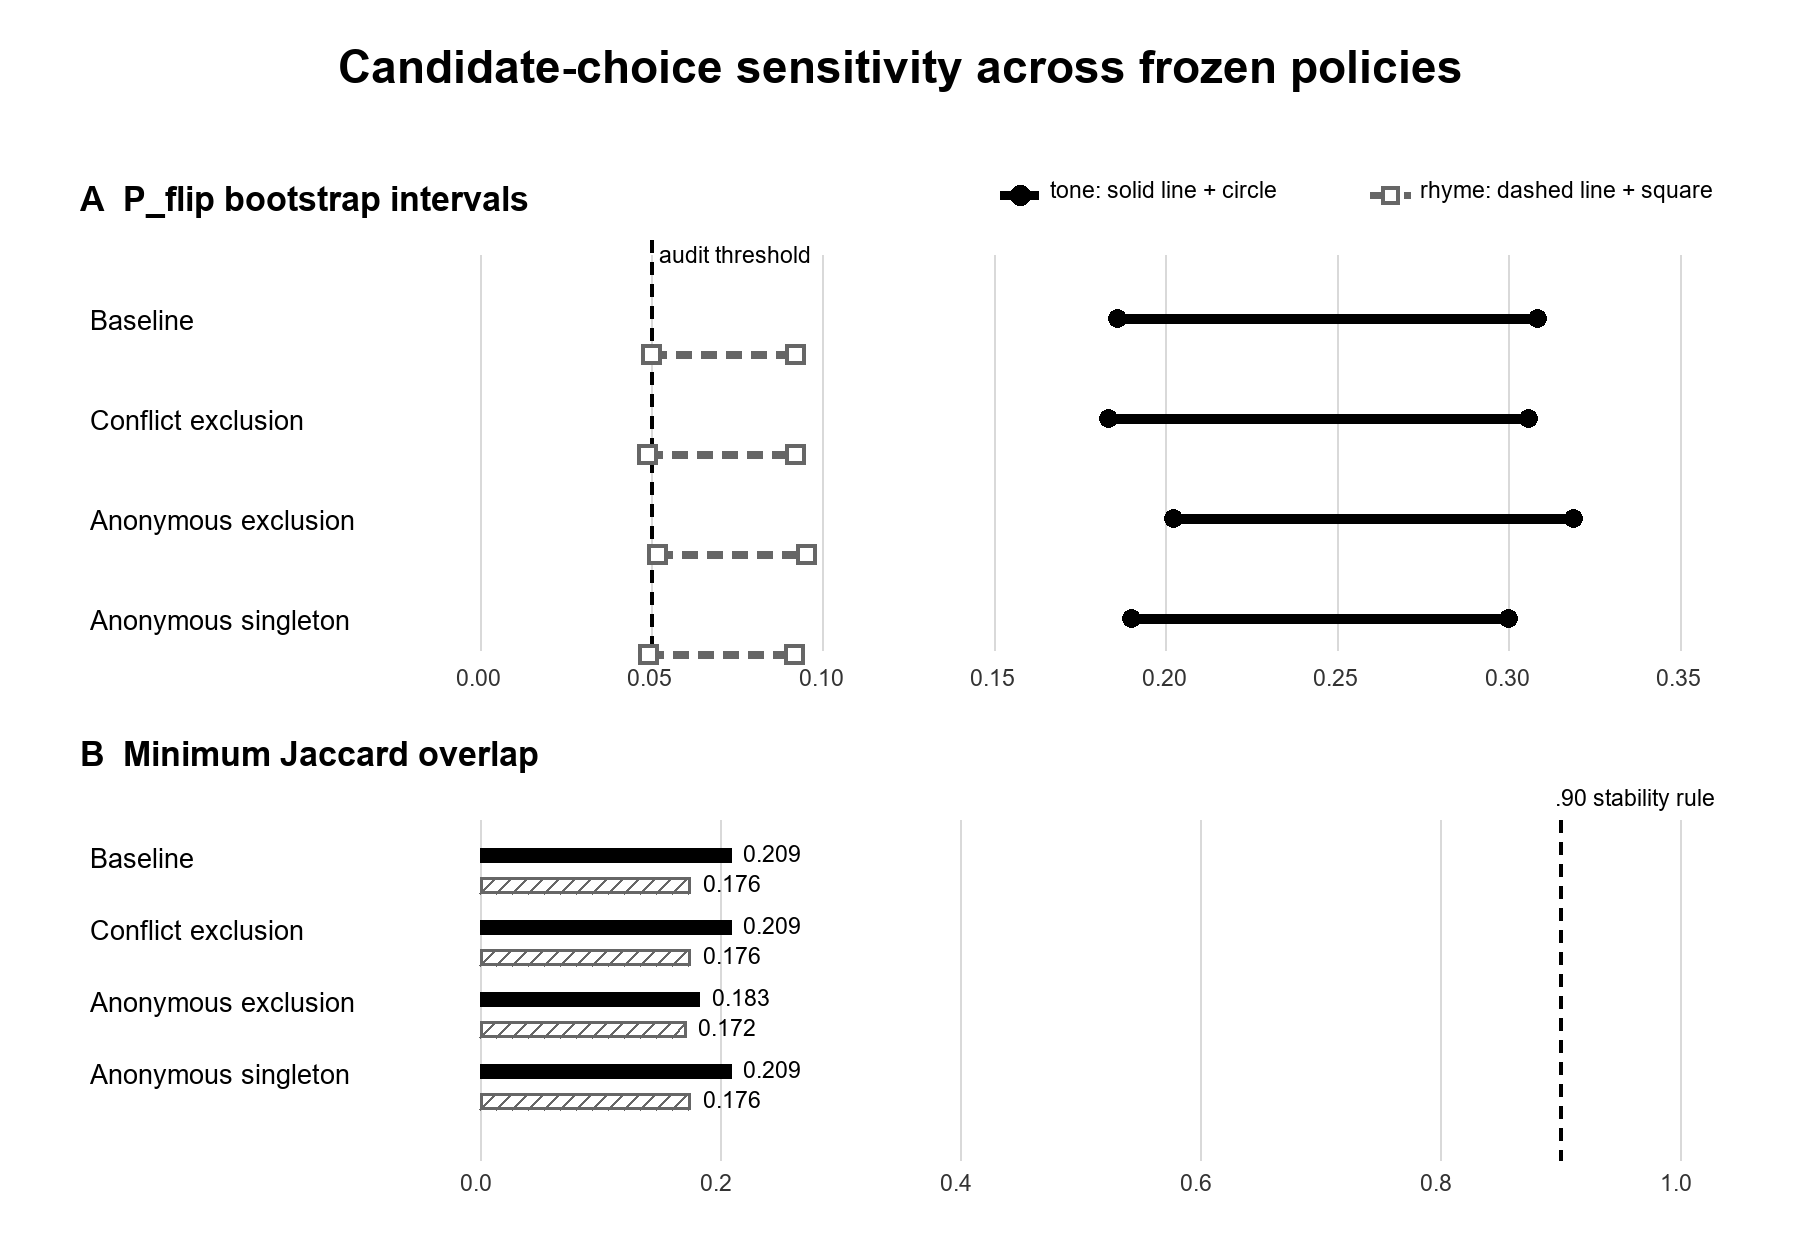 Candidate-choice sensitivity across frozen policies
A P_flip bootstrap intervals
tone: solid line + circle
rhyme: dashed line + square
audit threshold
Baseline
Conflict exclusion
Anonymous exclusion
Anonymous singleton
0.00 0.05 0.10 0.15 0.20 0.25 0.30 0.35
B Minimum Jaccard overlap
.90 stability rule
Baseline
0.209
0.176
Conflict exclusion
0.209
0.176
Anonymous exclusion
0.183
0.172
Anonymous singleton
0.209
0.176
0.0 0.2 0.4 0.6 0.8 1.0